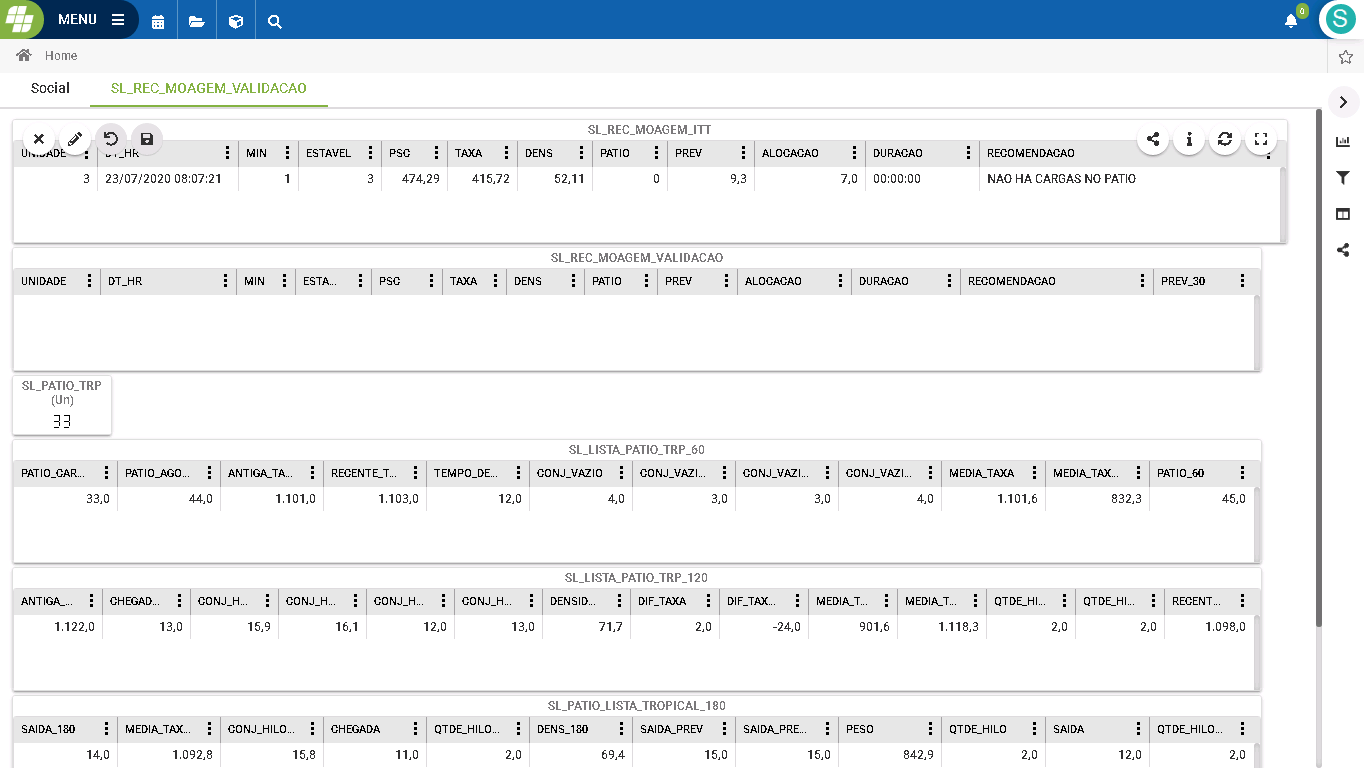 MENU 0 S
Home
Social SL_REC_MOAGEM_VALIDACAO
SL_REC_MOAGEM_ITT
UNIDADE DT_HR MIN ESTAVEL PSC TAXA DENS PATIO PREV ALOCACAO DURACAO RECOMENDACAO
3 23/07/2020 08:07:21 1 3 474,29 415,72 52,11 0 9,3 7,0 00:00:00 NAO HA CARGAS NO PATIO
SL_REC_MOAGEM_VALIDACAO
UNIDADE DT_HR MIN ESTA... PSC TAXA DENS PATIO PREV ALOCACAO DURACAO RECOMENDACAO PREV_30
SL_PATIO_TRP
(Un)
33
SL_LISTA_PATIO_TRP_60
PATIO_CAR... PATIO_AGO... ANTIGA_TA... RECENTE_T... TEMPO_DE... CONJ_VAZIO CONJ_VAZI... CONJ_VAZI... CONJ_VAZI... MEDIA_TAXA MEDIA_TAX... PATIO_60
33,0 44,0 1.101,0 1.103,0 12,0 4,0 3,0 3,0 4,0 1.101,6 832,3 45,0
SL_LISTA_PATIO_TRP_120
ANTIGA_... CHEGAD... CONJ_H... CONJ_H... CONJ_H... CONJ_H... DENSID... DIF_TAXA DIF_TAX... MEDIA_T... MEDIA_T... QTDE_HI... QTDE_HI... RECENT...
1.122,0 13,0 15,9 16,1 12,0 13,0 71,7 2,0 -24,0 901,6 1.118,3 2,0 2,0 1.098,0
SL_PATIO_LISTA_TROPICAL_180
SAIDA_180 MEDIA_TAX... CONJ_HILO... CHEGADA QTDE_HILO... DENS_180 SAIDA_PREV SAIDA_PRE... PESO QTDE_HILO SAIDA QTDE_HILO...
14,0 1.092,8 15,8 11,0 2,0 69,4 15,0 15,0 842,9 2,0 12,0 2,0